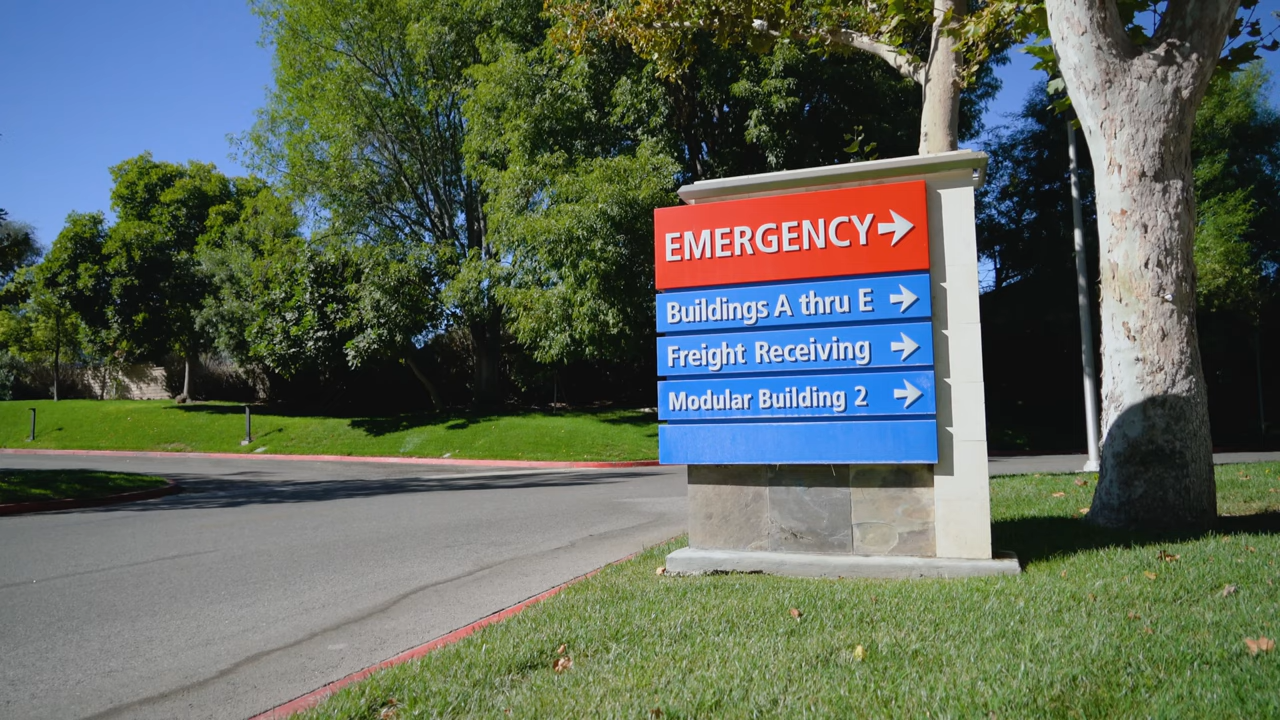 EMERGENCY →
Buildings A thru E →
Freight Receiving →
Modular Building 2 →